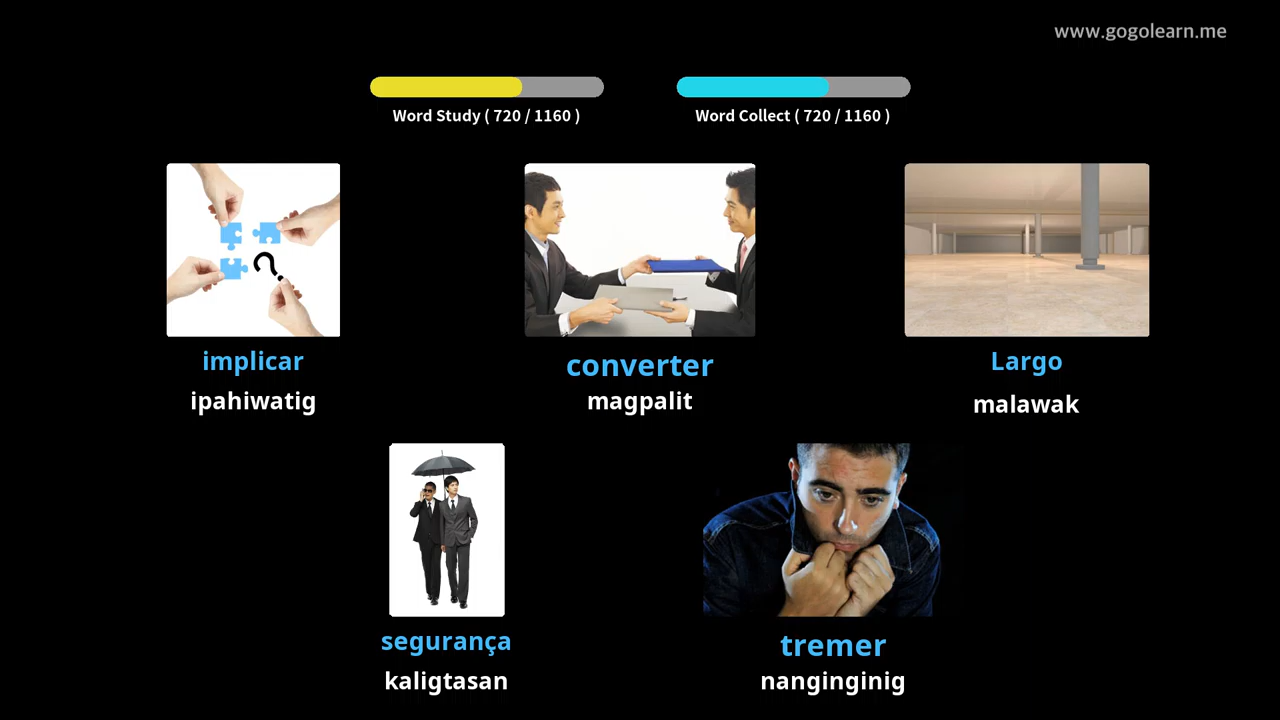 www.gogolearn.me
Word Study ( 720 / 1160 )
Word Collect ( 720 / 1160 )
implicar
ipahiwatig
converter
magpalit
Largo
malawak
segurança
kaligtasan
tremer
nanginginig